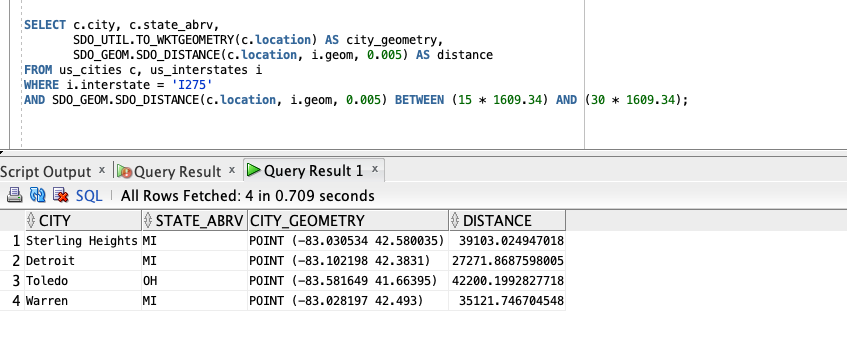 SELECT c.city, c.state_abrv,
SDO_UTIL.TO_WKTGEOMETRY(c.location) AS city_geometry,
SDO_GEOM.SDO_DISTANCE(c.location, i.geom, 0.005) AS distance
FROM us_cities c, us_interstates i
WHERE i.interstate = 'I275'
AND SDO_GEOM.SDO_DISTANCE(c.location, i.geom, 0.005) BETWEEN (15 * 1609.34) AND (30 * 1609.34);
Script Output × Query Result × Query Result 1 ×
SQL | All Rows Fetched: 4 in 0.709 seconds
CITY STATE_ABRV CITY_GEOMETRY DISTANCE
1 Sterling Heights MI POINT (-83.030534 42.580035) 39103.024947018
2 Detroit MI POINT (-83.102198 42.3831) 27271.8687598005
3 Toledo OH POINT (-83.581649 41.66395) 42200.1992827718
4 Warren MI POINT (-83.028197 42.493) 35121.746704548